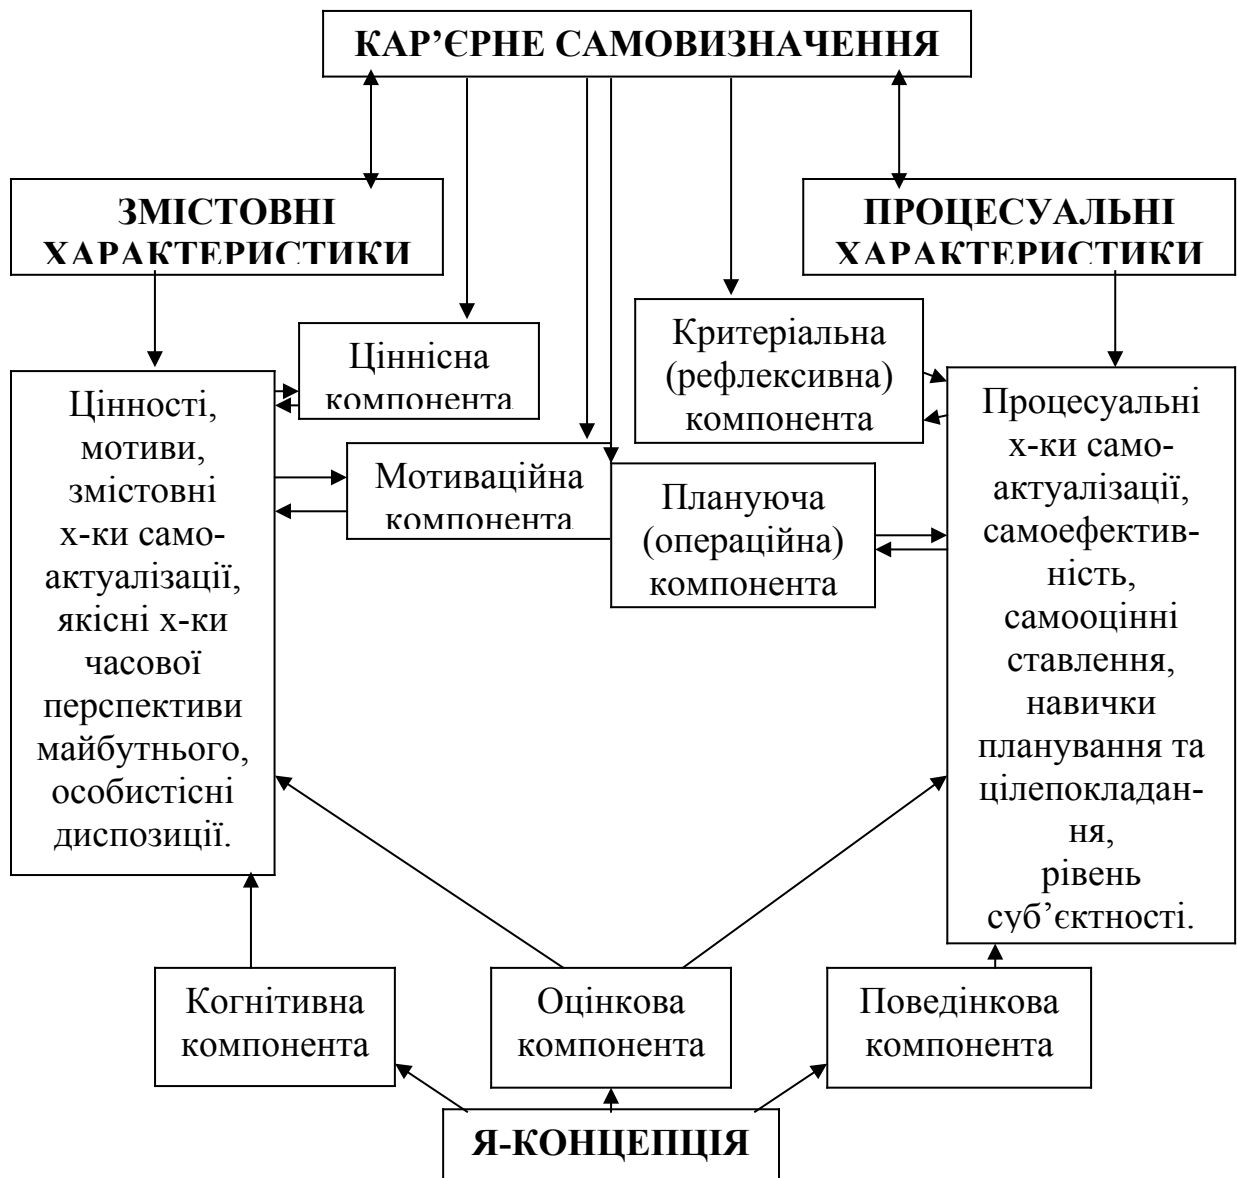 КАР’ЄРНЕ САМОВИЗНАЧЕННЯ
ЗМІСТОВНІ
ХАРАКТЕРИСТИКИ
ПРОЦЕСУАЛЬНІ
ХАРАКТЕРИСТИКИ
Ціннісна
компонента
Критеріальна
(рефлексивна)
компонента
Мотиваційна
компонента
Плануюча
(операційна)
компонента
Цінності,
мотиви,
змістовні
х-ки само-
актуалізації,
якісні х-ки
часової
перспективи
майбутнього,
особистісні
диспозиції.
Процесуальні
х-ки само-
актуалізації,
самоефектив-
ність,
самооцінні
ставлення,
навички
планування та
цілепокладан-
ня,
рівень
суб’єктності.
Когнітивна
компонента
Оцінкова
компонента
Поведінкова
компонента
Я-КОНЦЕПЦІЯ